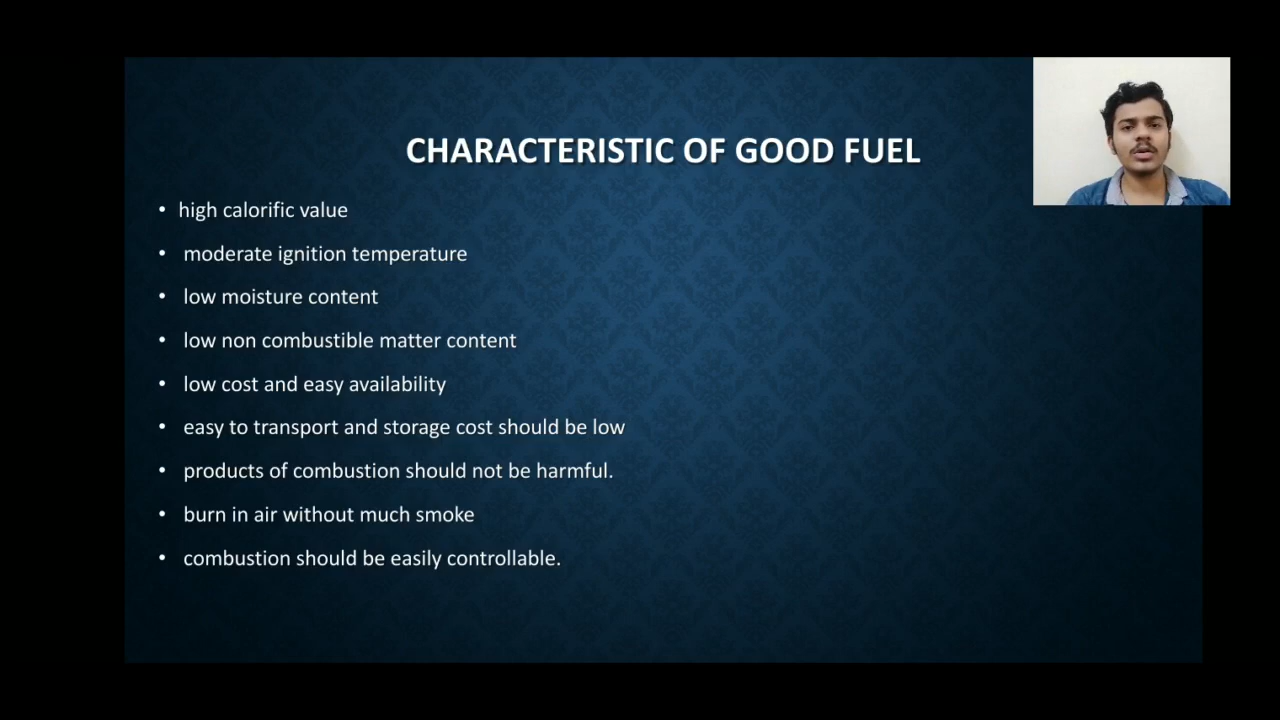 CHARACTERISTIC OF GOOD FUEL
• high calorific value
• moderate ignition temperature
• low moisture content
• low non combustible matter content
• low cost and easy availability
• easy to transport and storage cost should be low
• products of combustion should not be harmful.
• burn in air without much smoke
• combustion should be easily controllable.